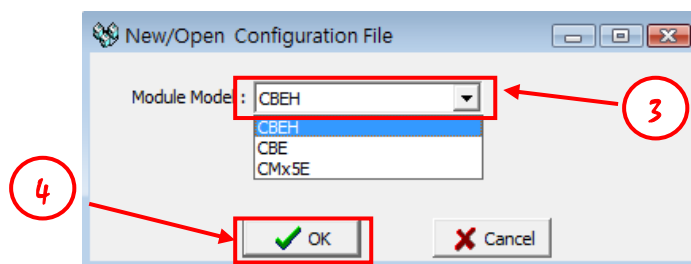 New/Open Configuration File
Module Model : CBEH
3
CBEH
CBE
CMx5E
4
OK
Cancel